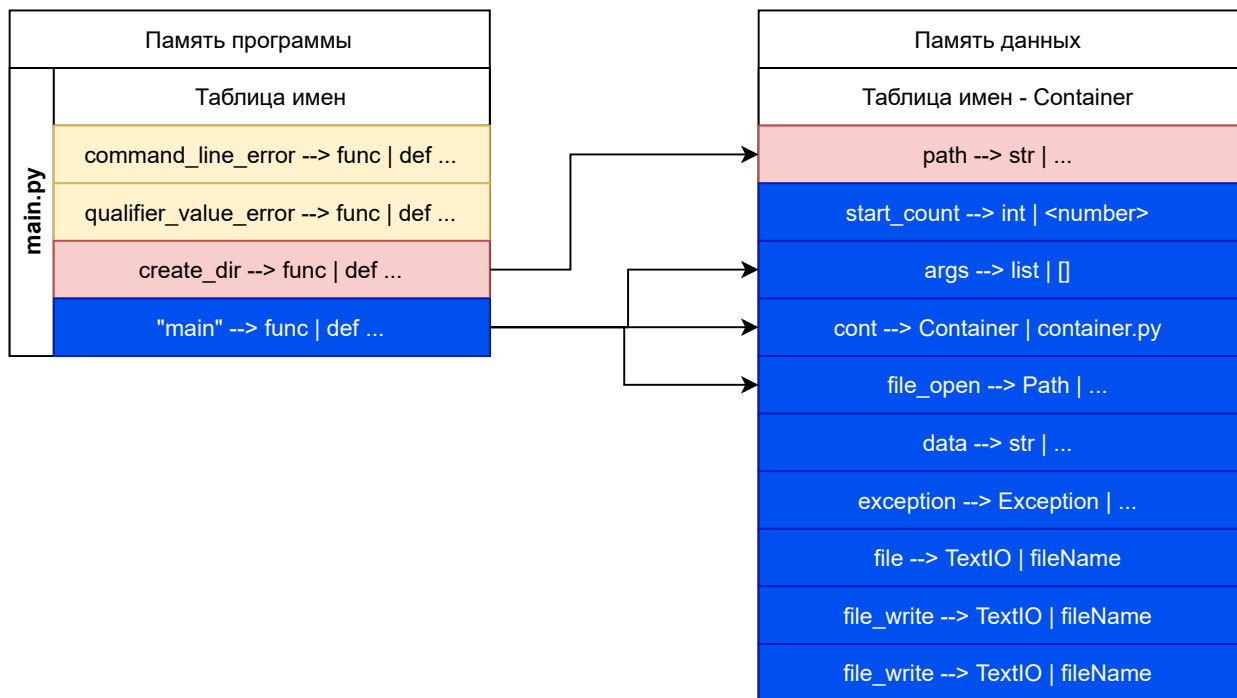 Память программы
main.py
Таблица имен
command_line_error --> func | def ...
qualifier_value_error --> func | def ...
create_dir --> func | def ...
"main" --> func | def ...
Память данных
Таблица имен - Container
path --> str | ...
start_count --> int | <number>
args --> list | []
cont --> Container | container.py
file_open --> Path | ...
data --> str | ...
exception --> Exception | ...
file --> TextIO | fileName
file_write --> TextIO | fileName
file_write --> TextIO | fileName